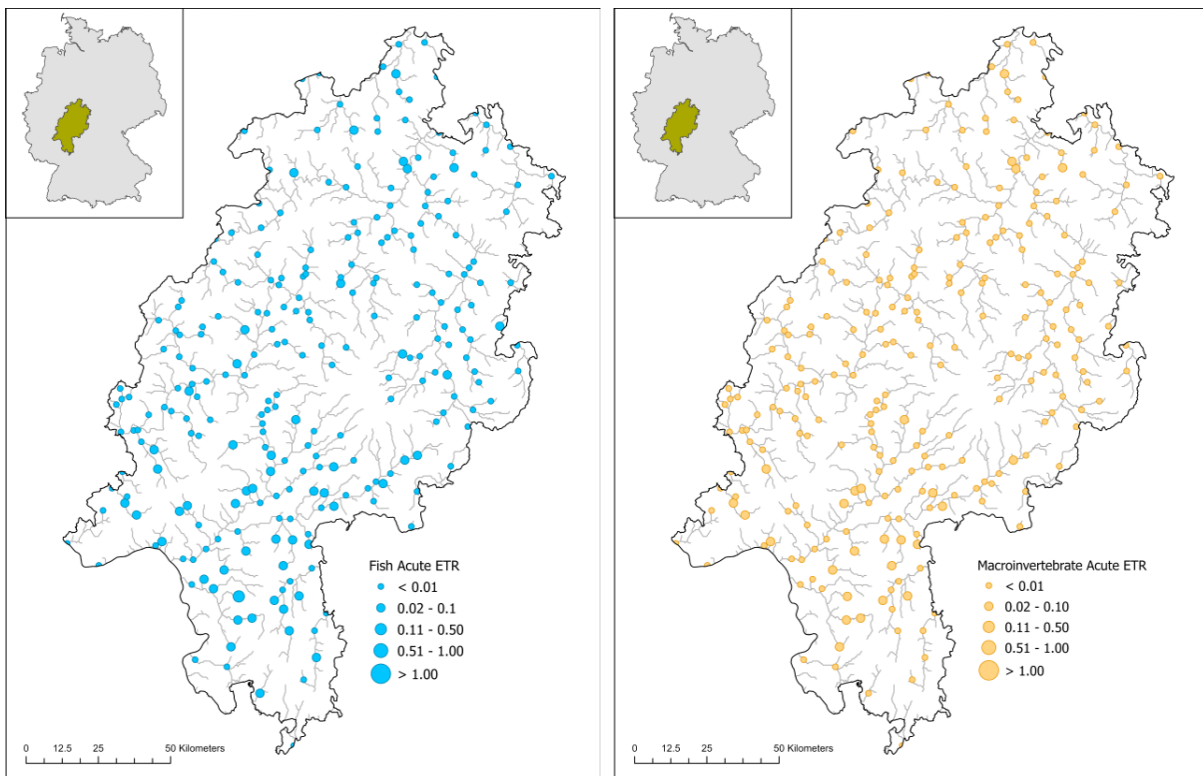 Fish Acute ETR
< 0.01
0.02 - 0.1
0.11 - 0.50
0.51 - 1.00
> 1.00
0 12.5 25 50 Kilometers
Macroinvertebrate Acute ETR
< 0.01
0.02 - 0.10
0.11 - 0.50
0.51 - 1.00
> 1.00
0 12.5 25 50 Kilometers